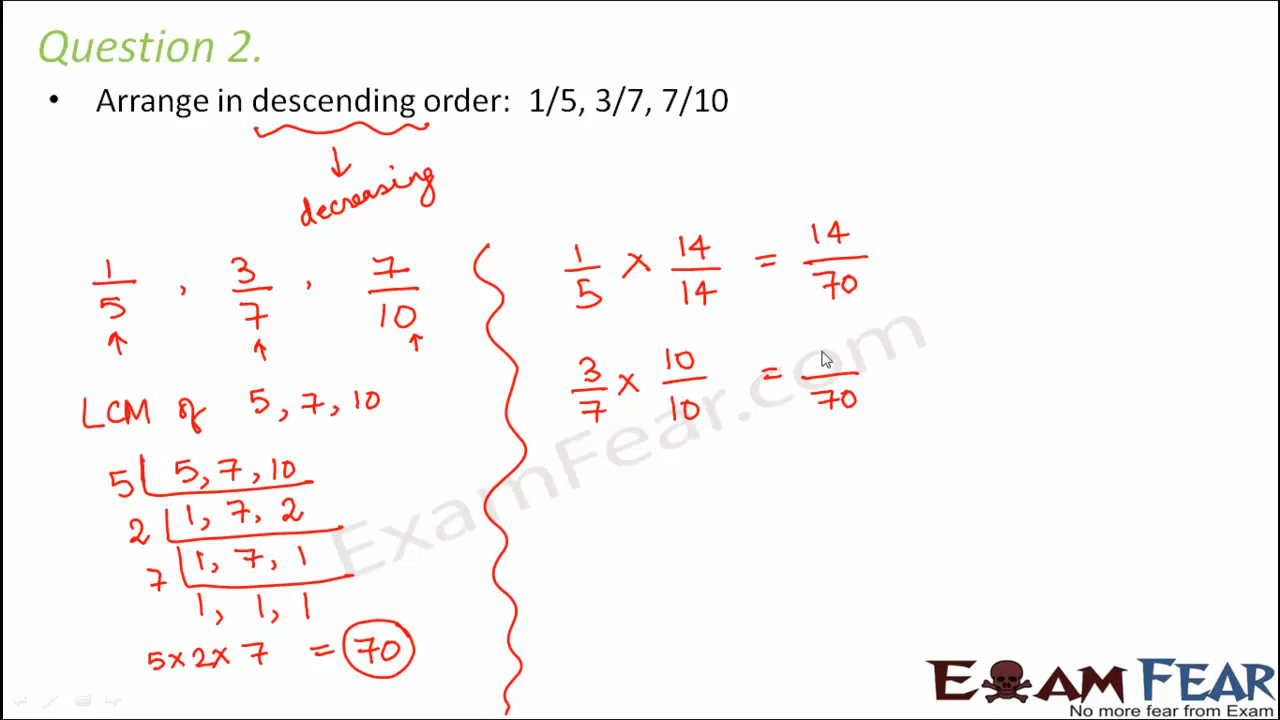 Question 2.
• Arrange in descending order: 1/5, 3/7, 7/10
decreasing
1/5 , 3/7 , 7/10
LCM of 5, 7, 10
5 | 5, 7, 10
2 | 1, 7, 2
7 | 1, 7, 1
1, 1, 1
5 x 2 x 7 = 70
1/5 x 14/14 = 14/70
3/7 x 10/10 = /70
ExamFear.com
EXAM FEAR
No more fear from Exam